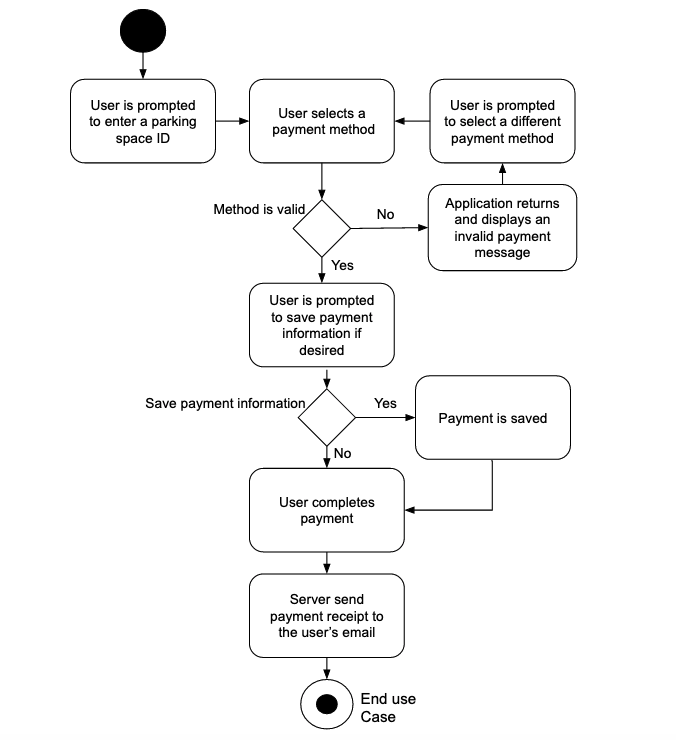 User is prompted
to enter a parking
space ID
User selects a
payment method
User is prompted
to select a different
payment method
Method is valid
No
Application returns
and displays an
invalid payment
message
Yes
User is prompted
to save payment
information if
desired
Save payment information
Yes
Payment is saved
No
User completes
payment
Server send
payment receipt to
the user's email
End use
Case